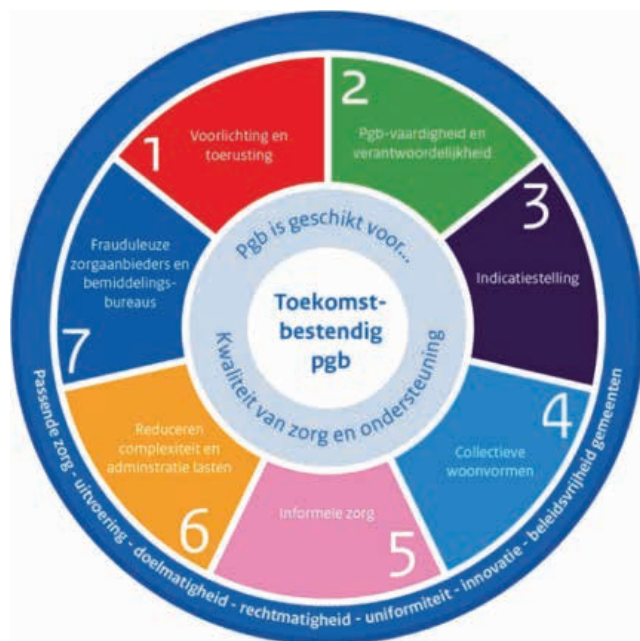 1
Voorlichting en
toerusting
2
Pgb-vaardigheid en
verantwoordelijkheid
3
Indicatiestelling
4
Collectieve
woonvormen
5
Informele zorg
6
Reduceren
complexiteit en
adminstratie lasten
7
Frauduleuze
zorgaanbieders en
bemiddelings-
bureaus
Pgb is geschikt voor...
Toekomst-
bestendig
pgb
Kwaliteit van zorg en ondersteuning
Passende zorg - uitvoering - doelmatigheid - rechtmatigheid - uniformiteit - innovatie - beleidsvrijheid gemeenten